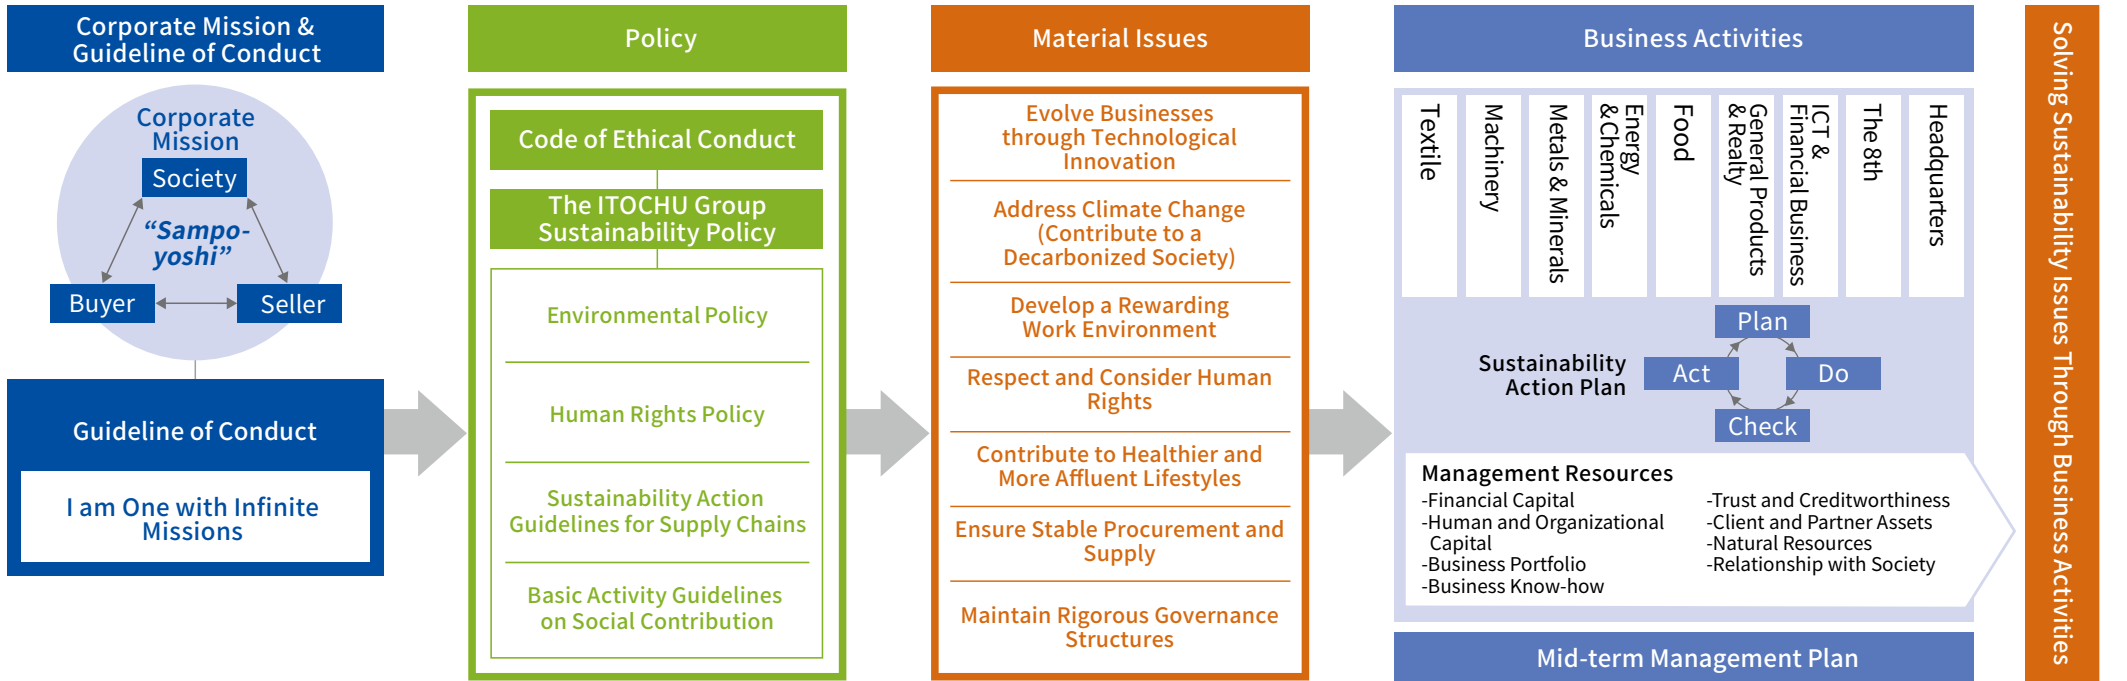 Corporate Mission &
Guideline of Conduct
Corporate
Mission
Society
“Sampo-
yoshi”
Buyer
Seller
Guideline of Conduct
I am One with Infinite
Missions
Policy
Code of Ethical Conduct
The ITOCHU Group
Sustainability Policy
Environmental Policy
Human Rights Policy
Sustainability Action
Guidelines for Supply Chains
Basic Activity Guidelines
on Social Contribution
Material Issues
Evolve Businesses
through Technological
Innovation
Address Climate Change
(Contribute to a
Decarbonized Society)
Develop a Rewarding
Work Environment
Respect and Consider Human
Rights
Contribute to Healthier and
More Affluent Lifestyles
Ensure Stable Procurement and
Supply
Maintain Rigorous Governance
Structures
Business Activities
Textile
Machinery
Metals & Minerals
Energy
& Chemicals
Food
General Products
& Realty
ICT &
Financial Business
The 8th
Headquarters
Sustainability
Action Plan
Plan
Do
Check
Act
Management Resources
-Financial Capital
-Human and Organizational
Capital
-Business Portfolio
-Business Know-how
-Trust and Creditworthiness
-Client and Partner Assets
-Natural Resources
-Relationship with Society
Mid-term Management Plan
Solving Sustainability Issues Through Business Activities